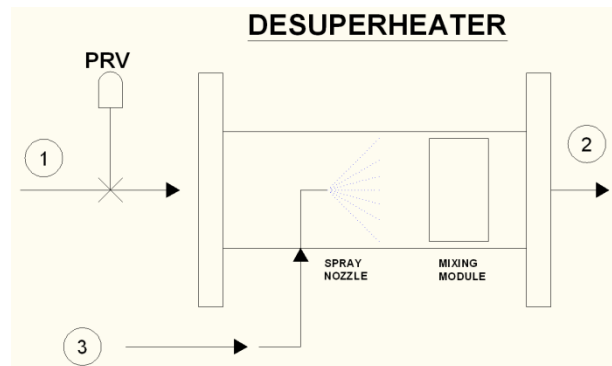 DESUPERHEATER
PRV
1
2
SPRAY
NOZZLE
MIXING
MODULE
3